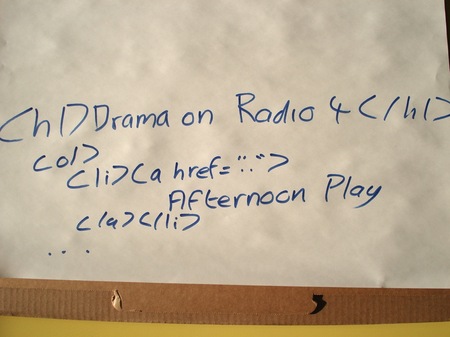 <h1>Drama on Radio 4</h1>
<ol>
<li><a href="..">
Afternoon Play
</a></li>
...